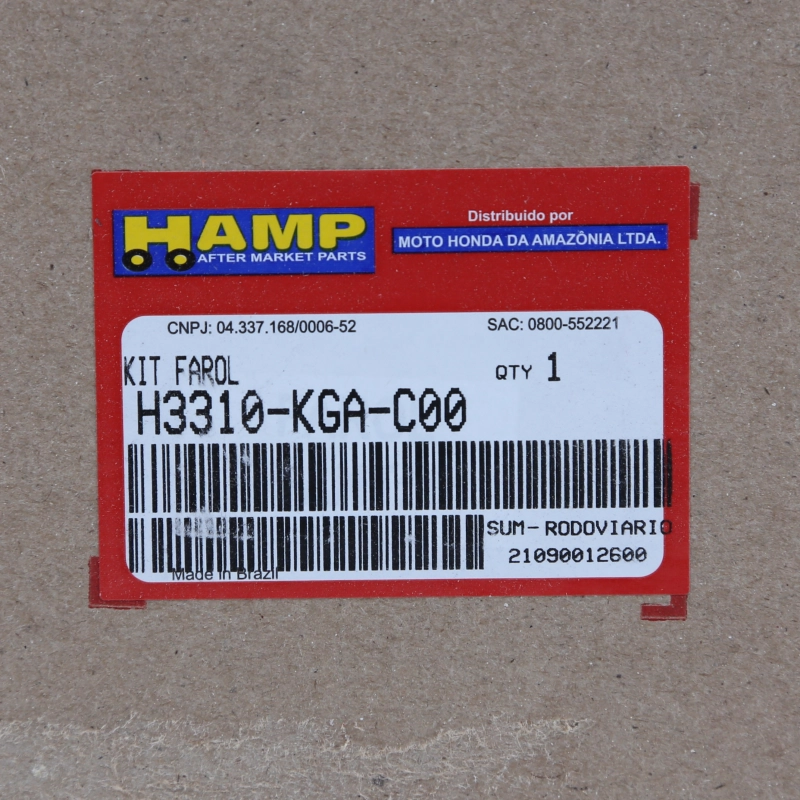 HAMP
AFTER MARKET PARTS
Distribuido por
MOTO HONDA DA AMAZÔNIA LTDA.
CNPJ: 04.337.168/0006-52
SAC: 0800-552221
KIT FAROL
QTY 1
H3310-KGA-C00
SUM-RODOVIARIO
21090012600
Made in Brazil